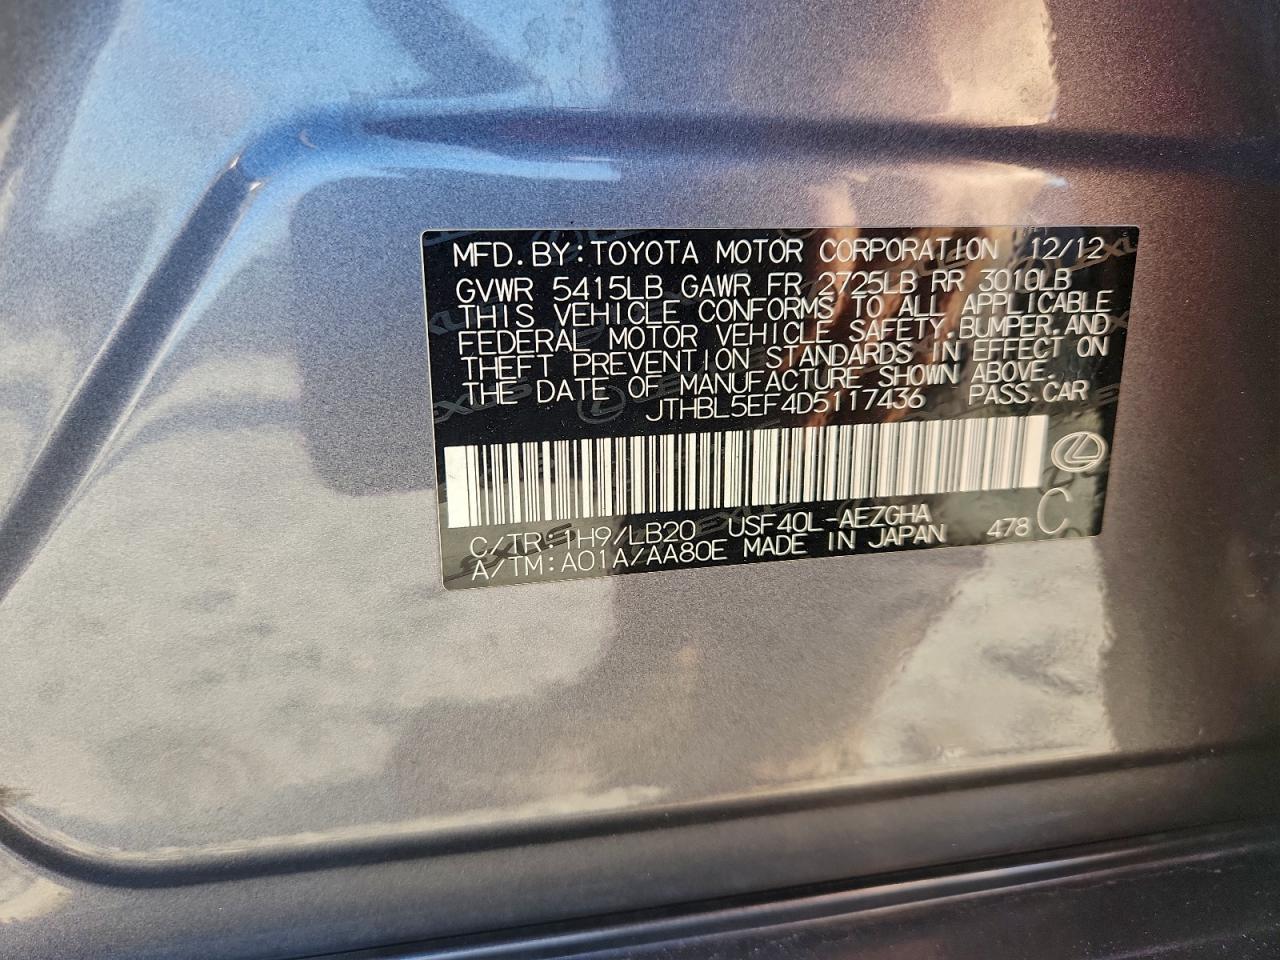 MFD.BY:TOYOTA MOTOR CORPORATION 12/12
GVWR 5415LB GAWR FR 2725LB RR 3010LB
THIS VEHICLE CONFORMS TO ALL APPLICABLE
FEDERAL MOTOR VEHICLE SAFETY,BUMPER,AND
THEFT PREVENTION STANDARDS IN EFFECT ON
THE DATE OF MANUFACTURE SHOWN ABOVE.
JTHBL5EF4D5117436 PASS.CAR
C/TR:1H9/LB20 USF40L-AEZGHA
A/TM:A01A/AA80E MADE IN JAPAN 478 C